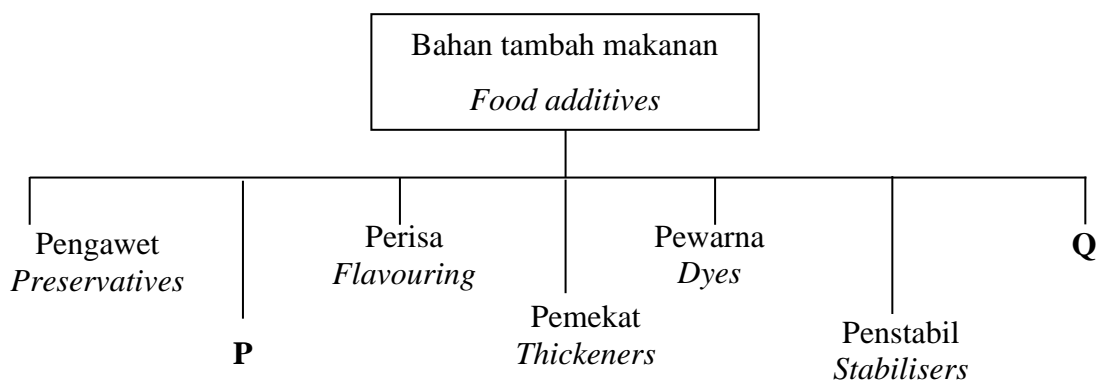 Bahan tambah makanan
Food additives
Pengawet
Preservatives
P
Perisa
Flavouring
Pemekat
Thickeners
Pewarna
Dyes
Penstabil
Stabilisers
Q